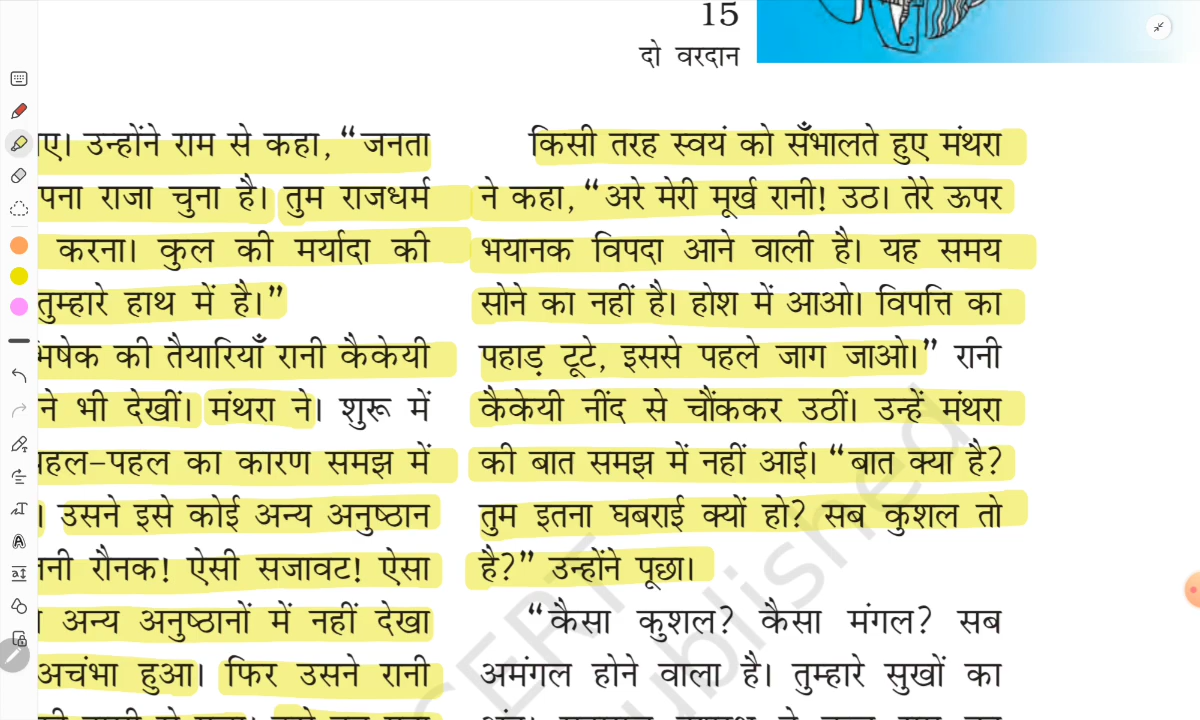 15
दो वरदान
ए। उन्होंने राम से कहा, “जनता
पना राजा चुना है। तुम राजधर्म
करना। कुल की मर्यादा की
तुम्हारे हाथ में है।”
भषेक की तैयारियाँ रानी कैकेयी
ने भी देखीं। मंथरा ने। शुरू में
हल-पहल का कारण समझ में
। उसने इसे कोई अन्य अनुष्ठान
नी रौनक! ऐसी सजावट! ऐसा
अन्य अनुष्ठानों में नहीं देखा
अचंभा हुआ। फिर उसने रानी
किसी तरह स्वयं को सँभालते हुए मंथरा
ने कहा, “अरे मेरी मूर्ख रानी! उठ। तेरे ऊपर
भयानक विपदा आने वाली है। यह समय
सोने का नहीं है। होश में आओ। विपत्ति का
पहाड़ टूटे, इससे पहले जाग जाओ।” रानी
कैकेयी नींद से चौंककर उठीं। उन्हें मंथरा
की बात समझ में नहीं आई। “बात क्या है?
तुम इतना घबराई क्यों हो? सब कुशल तो
है?” उन्होंने पूछा।
“कैसा कुशल? कैसा मंगल? सब
अमंगल होने वाला है। तुम्हारे सुखों का